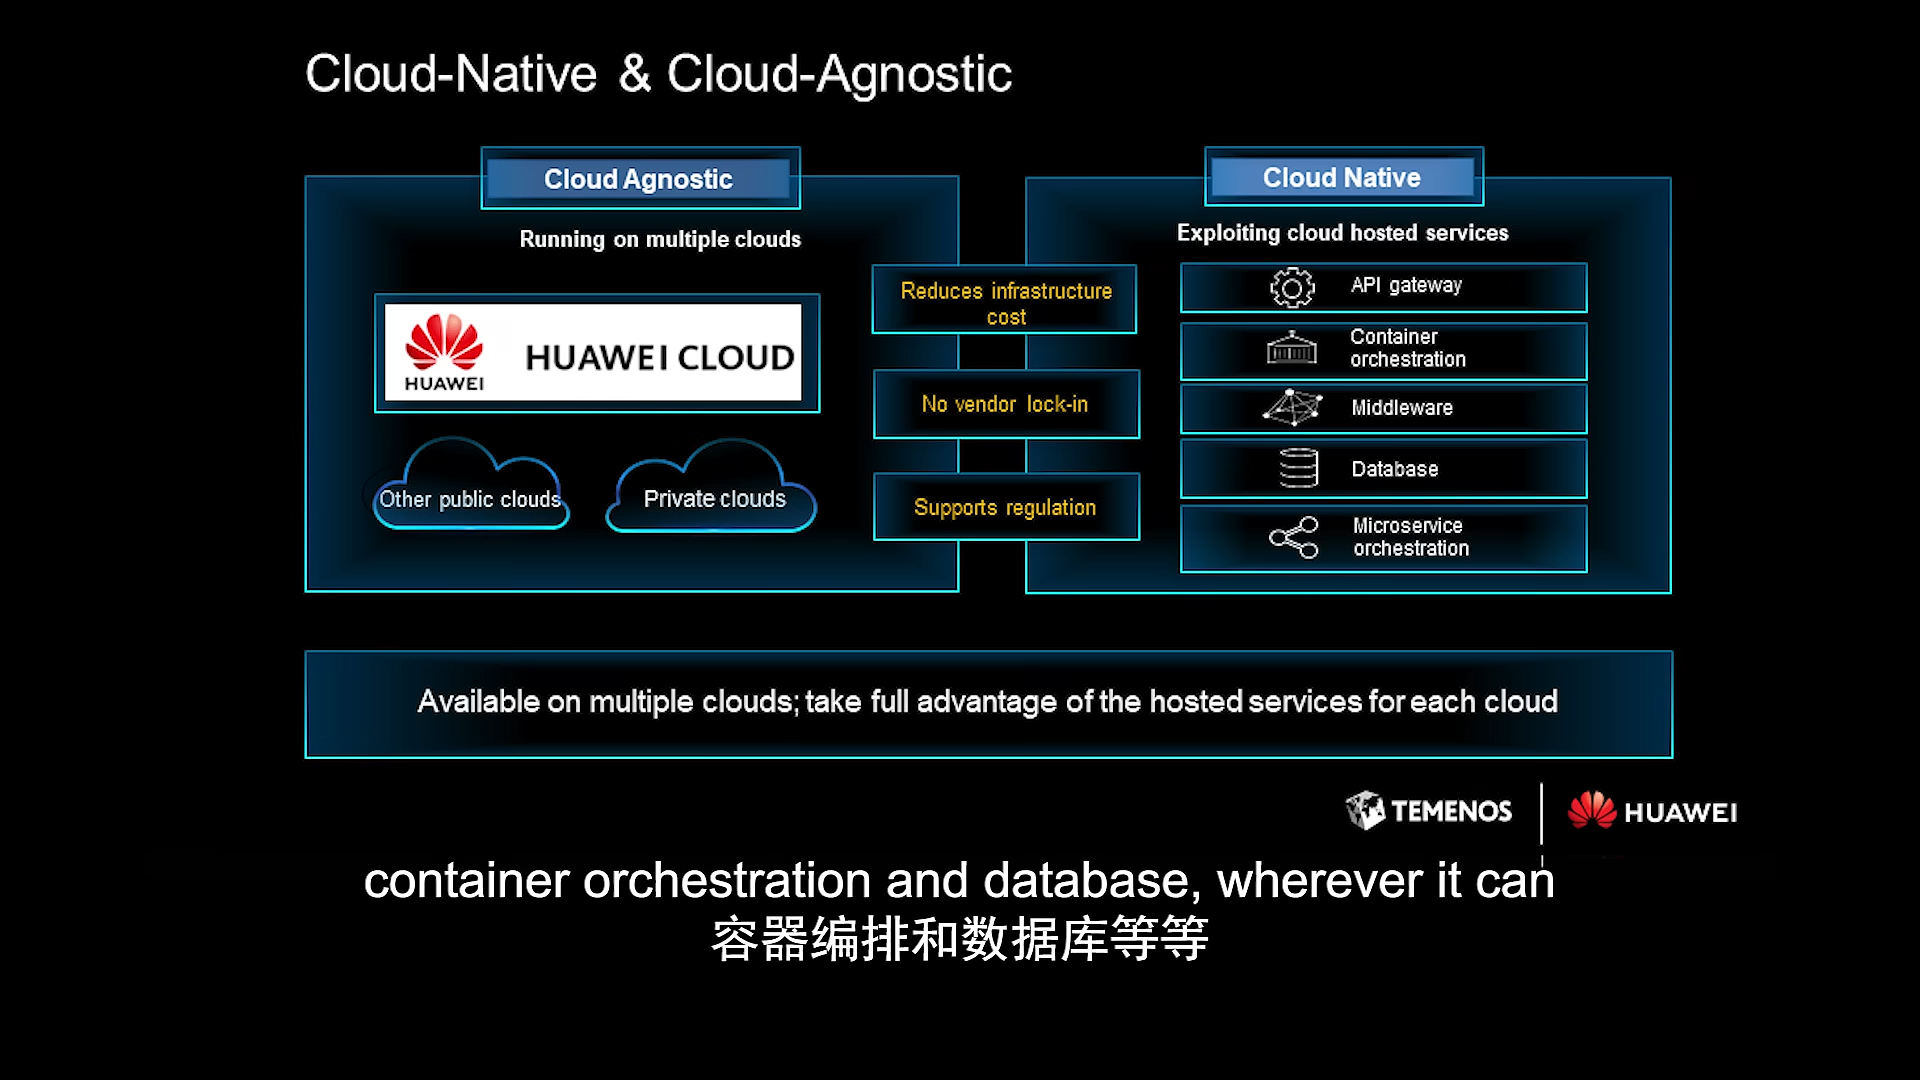 Cloud-Native & Cloud-Agnostic
Cloud Agnostic
Running on multiple clouds
HUAWEI
HUAWEI CLOUD
Other public clouds
Private clouds
Reduces infrastructure
cost
No vendor lock-in
Supports regulation
Cloud Native
Exploiting cloud hosted services
API gateway
Container
orchestration
Middleware
Database
Microservice
orchestration
Available on multiple clouds; take full advantage of the hosted services for each cloud
TEMENOS
HUAWEI
container orchestration and database, wherever it can
容器编排和数据库等等